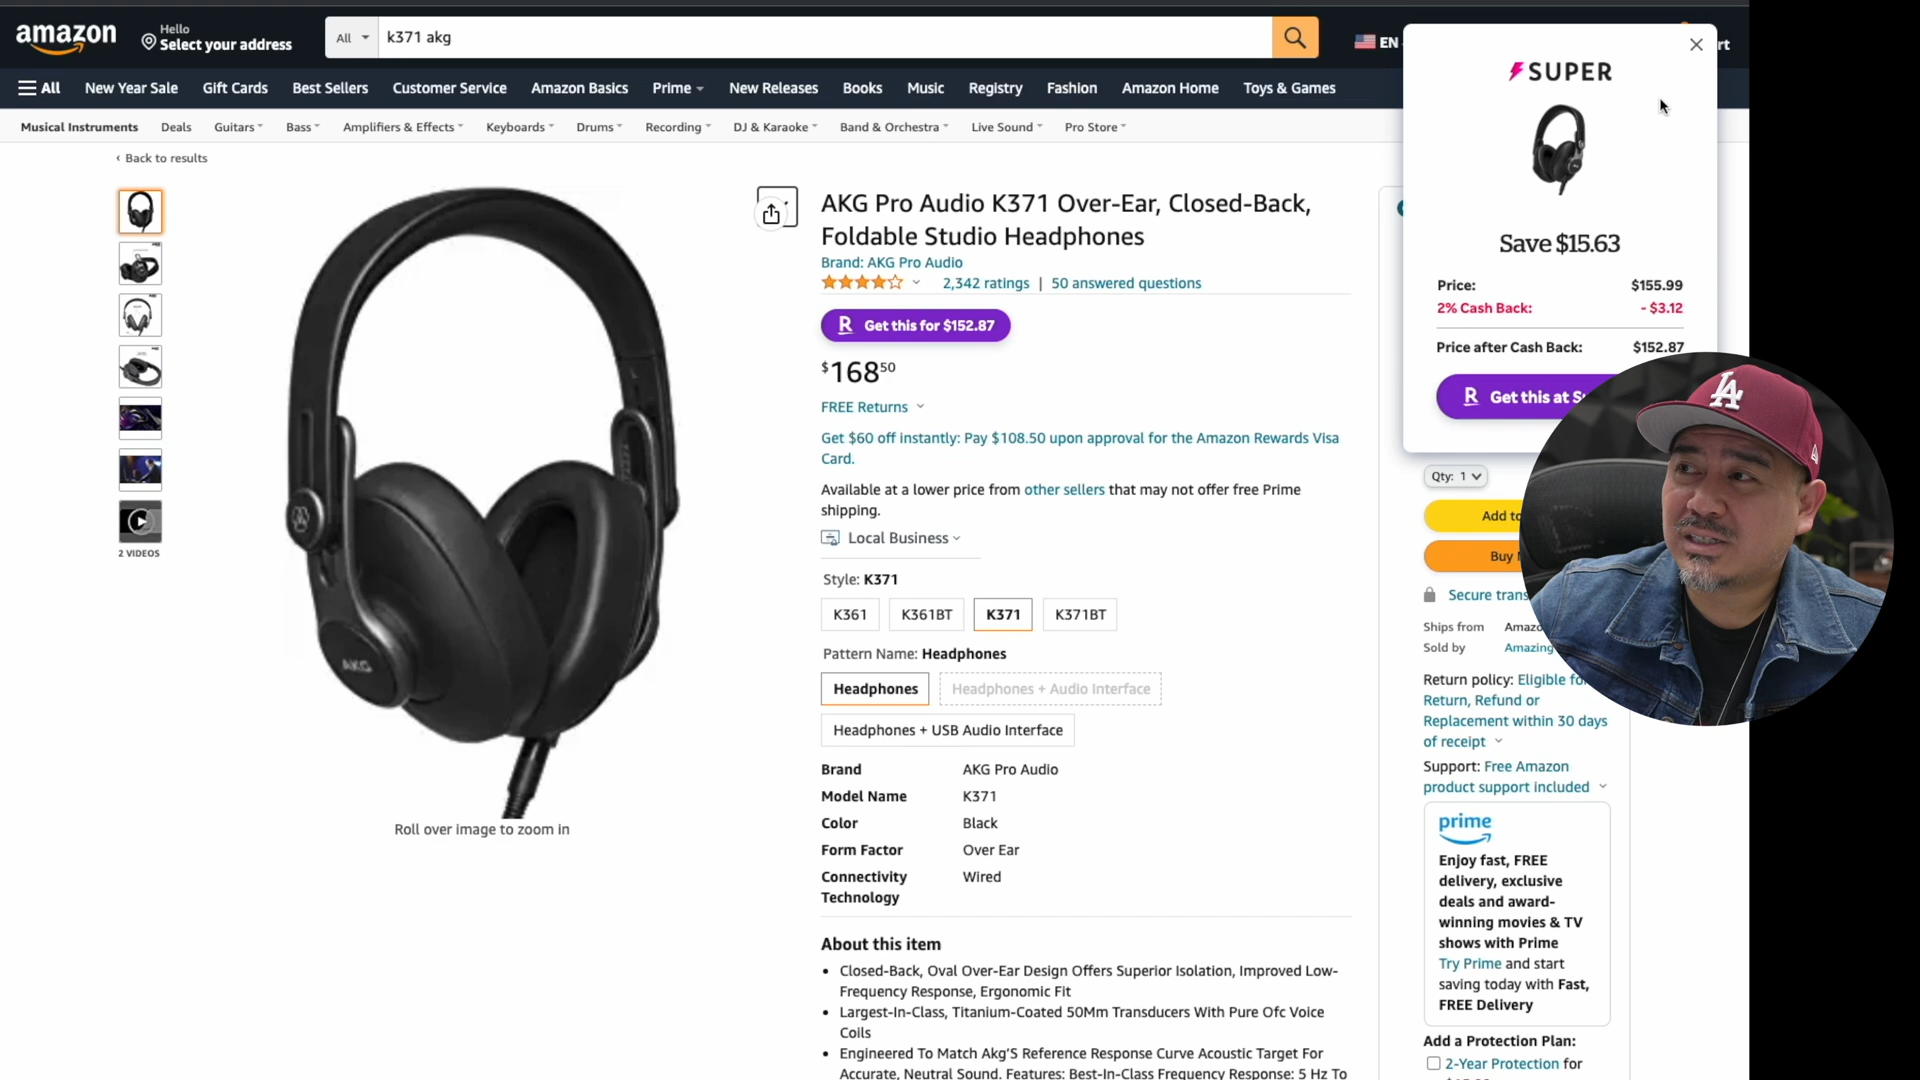 amazon
Hello
Select your address
All
k371 akg
EN
rt
All
New Year Sale
Gift Cards
Best Sellers
Customer Service
Amazon Basics
Prime
New Releases
Books
Music
Registry
Fashion
Amazon Home
Toys & Games
Musical Instruments
Deals
Guitars
Bass
Amplifiers & Effects
Keyboards
Drums
Recording
DJ & Karaoke
Band & Orchestra
Live Sound
Pro Store
‹ Back to results
2 VIDEOS
AKG
Roll over image to zoom in
AKG Pro Audio K371 Over-Ear, Closed-Back,
Foldable Studio Headphones
Brand: AKG Pro Audio
2,342 ratings | 50 answered questions
R Get this for $152.87
$16850
FREE Returns
Get $60 off instantly: Pay $108.50 upon approval for the Amazon Rewards Visa
Card.
Available at a lower price from other sellers that may not offer free Prime
shipping.
Local Business
Style: K371
K361
K361BT
K371
K371BT
Pattern Name: Headphones
Headphones
Headphones + Audio Interface
Headphones + USB Audio Interface
Brand AKG Pro Audio
Model Name K371
Color Black
Form Factor Over Ear
Connectivity Wired
Technology
About this item
• Closed-Back, Oval Over-Ear Design Offers Superior Isolation, Improved Low-
Frequency Response, Ergonomic Fit
• Largest-In-Class, Titanium-Coated 50Mm Transducers With Pure Ofc Voice
Coils
• Engineered To Match Akg'S Reference Response Curve Acoustic Target For
Accurate, Neutral Sound. Features: Best-In-Class Frequency Response: 5 Hz To
SUPER
Save $15.63
Price: $155.99
2% Cash Back: - $3.12
Price after Cash Back: $152.87
R Get this at S
LA
Qty: 1
Add to
Buy
Secure trans
Ships from Amazo
Sold by Amazing
Return policy: Eligible for
Return, Refund or
Replacement within 30 days
of receipt
Support: Free Amazon
product support included
prime
Enjoy fast, FREE
delivery, exclusive
deals and award-
winning movies & TV
shows with Prime
Try Prime and start
saving today with Fast,
FREE Delivery
Add a Protection Plan:
2-Year Protection for